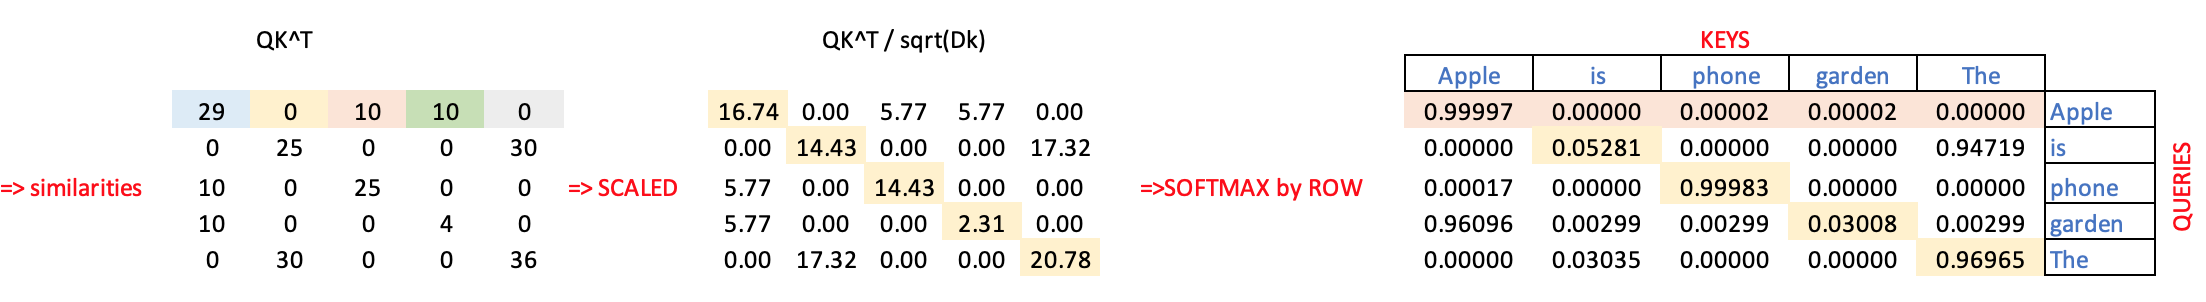 QK^T QK^T / sqrt(Dk) KEYS
Apple is phone garden The
29 0 10 10 0 16.74 0.00 5.77 5.77 0.00 0.99997 0.00000 0.00002 0.00002 0.00000 Apple
0 25 0 0 30 0.00 14.43 0.00 0.00 17.32 0.00000 0.05281 0.00000 0.00000 0.94719 is
=> similarities 10 0 25 0 0 => SCALED 5.77 0.00 14.43 0.00 0.00 =>SOFTMAX by ROW 0.00017 0.00000 0.99983 0.00000 0.00000 phone QUERIES
10 0 0 4 0 5.77 0.00 0.00 2.31 0.00 0.96096 0.00299 0.00299 0.03008 0.00299 garden
0 30 0 0 36 0.00 17.32 0.00 0.00 20.78 0.00000 0.03035 0.00000 0.00000 0.96965 The